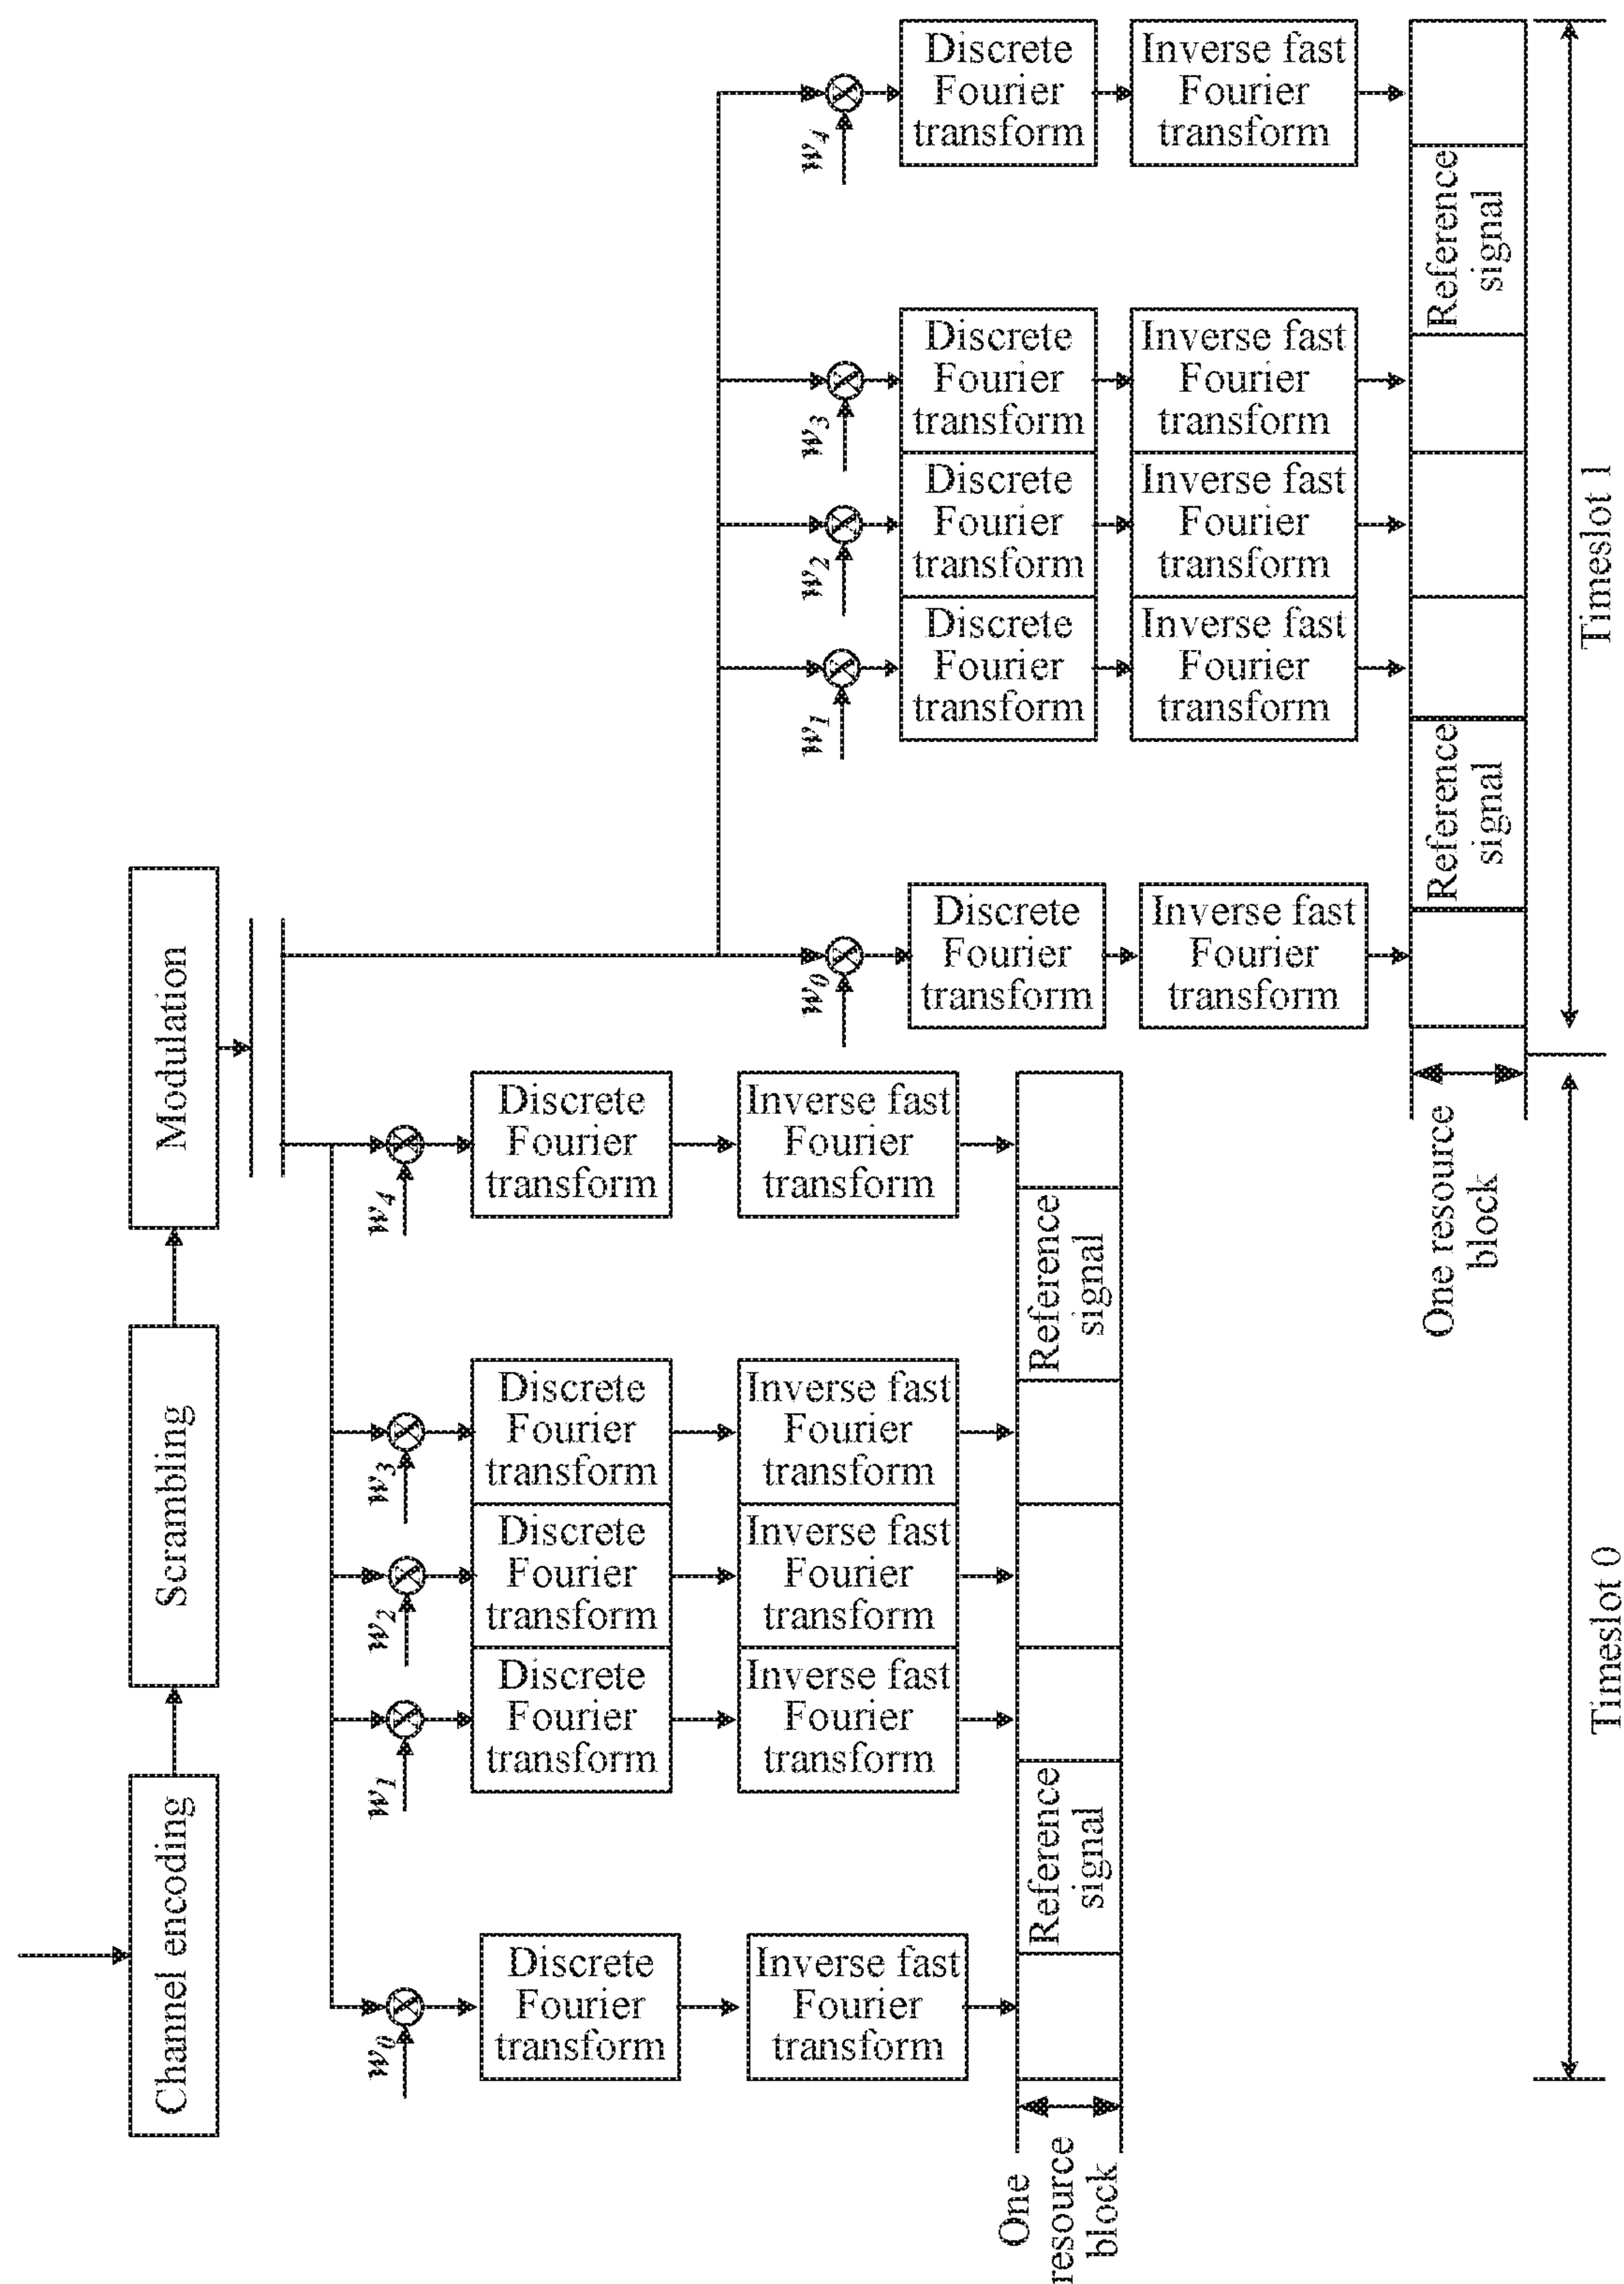 Channel encoding
Scrambling
Modulation
w0
w1
w2
w3
w4
Discrete
Fourier
transform
Discrete
Fourier
transform
Discrete
Fourier
transform
Discrete
Fourier
transform
Discrete
Fourier
transform
Inverse fast
Fourier
transform
Inverse fast
Fourier
transform
Inverse fast
Fourier
transform
Inverse fast
Fourier
transform
Inverse fast
Fourier
transform
One
resource
block
Reference
signal
Reference
signal
Timeslot 0
w0
w1
w2
w3
w4
Discrete
Fourier
transform
Discrete
Fourier
transform
Discrete
Fourier
transform
Discrete
Fourier
transform
Discrete
Fourier
transform
Inverse fast
Fourier
transform
Inverse fast
Fourier
transform
Inverse fast
Fourier
transform
Inverse fast
Fourier
transform
Inverse fast
Fourier
transform
One resource
block
Reference
signal
Reference
signal
Timeslot 1